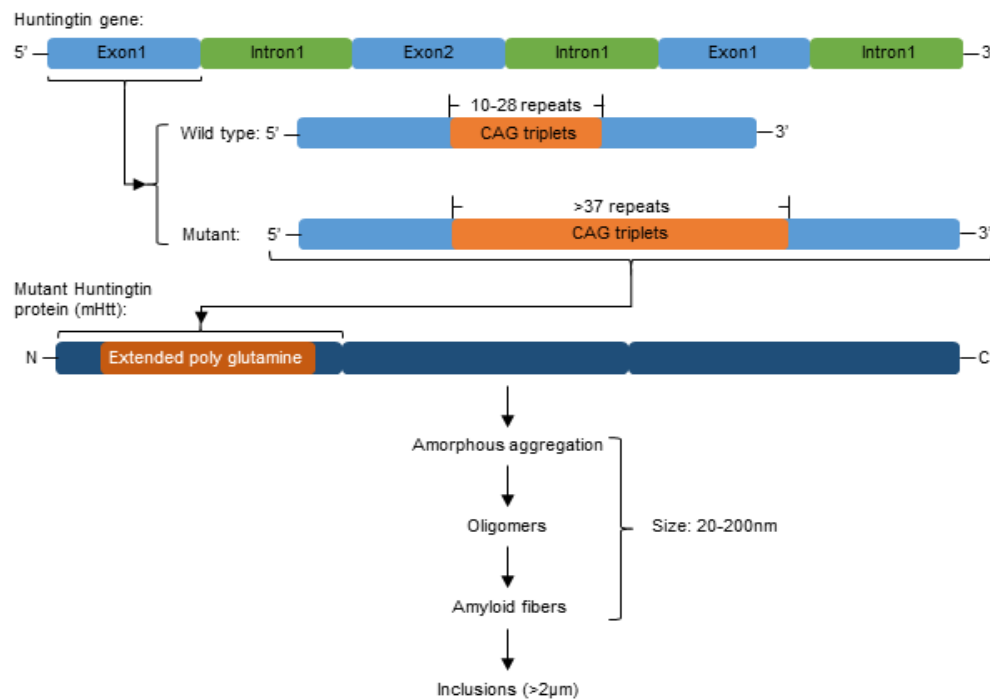 Huntingtin gene:
5’ Exon1 Intron1 Exon2 Intron1 Exon1 Intron1 3’
10-28 repeats
Wild type: 5’ CAG triplets 3’
>37 repeats
Mutant: 5’ CAG triplets 3’
Mutant Huntingtin
protein (mHtt):
N Extended poly glutamine C
Amorphous aggregation
Oligomers Size: 20-200nm
Amyloid fibers
Inclusions (>2μm)